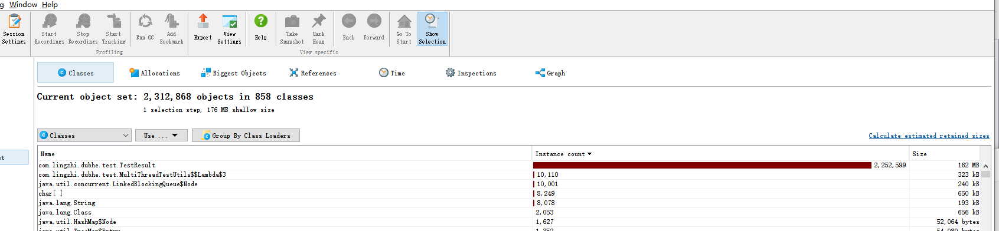 g Window Help
Session Settings
Start Recordings
Stop Recordings
Start Tracking
Run GC
Add Bookmark
Export
View Settings
Help
Take Snapshot
Mark Heap
Back
Forward
Go To Start
Show Selection
Profiling
View specific
Classes Allocations Biggest Objects References Time Inspections Graph
Current object set: 2,312,868 objects in 858 classes
1 selection step, 176 MB shallow size
Classes Use ... Group By Class Loaders
Calculate estimated retained sizes
et
Name Instance count Size
com.lingzhi.dubhe.test.TestResult 2,252,599 162 MB
com.lingzhi.dubhe.test.MultiThreadTestUtils$$Lambda$3 10,110 323 kB
java.util.concurrent.LinkedBlockingQueue$Node 10,001 240 kB
char[ ] 8,249 650 kB
java.lang.String 8,078 193 kB
java.lang.Class 2,053 656 kB
java.util.HashMap$Node 1,627 52,064 bytes